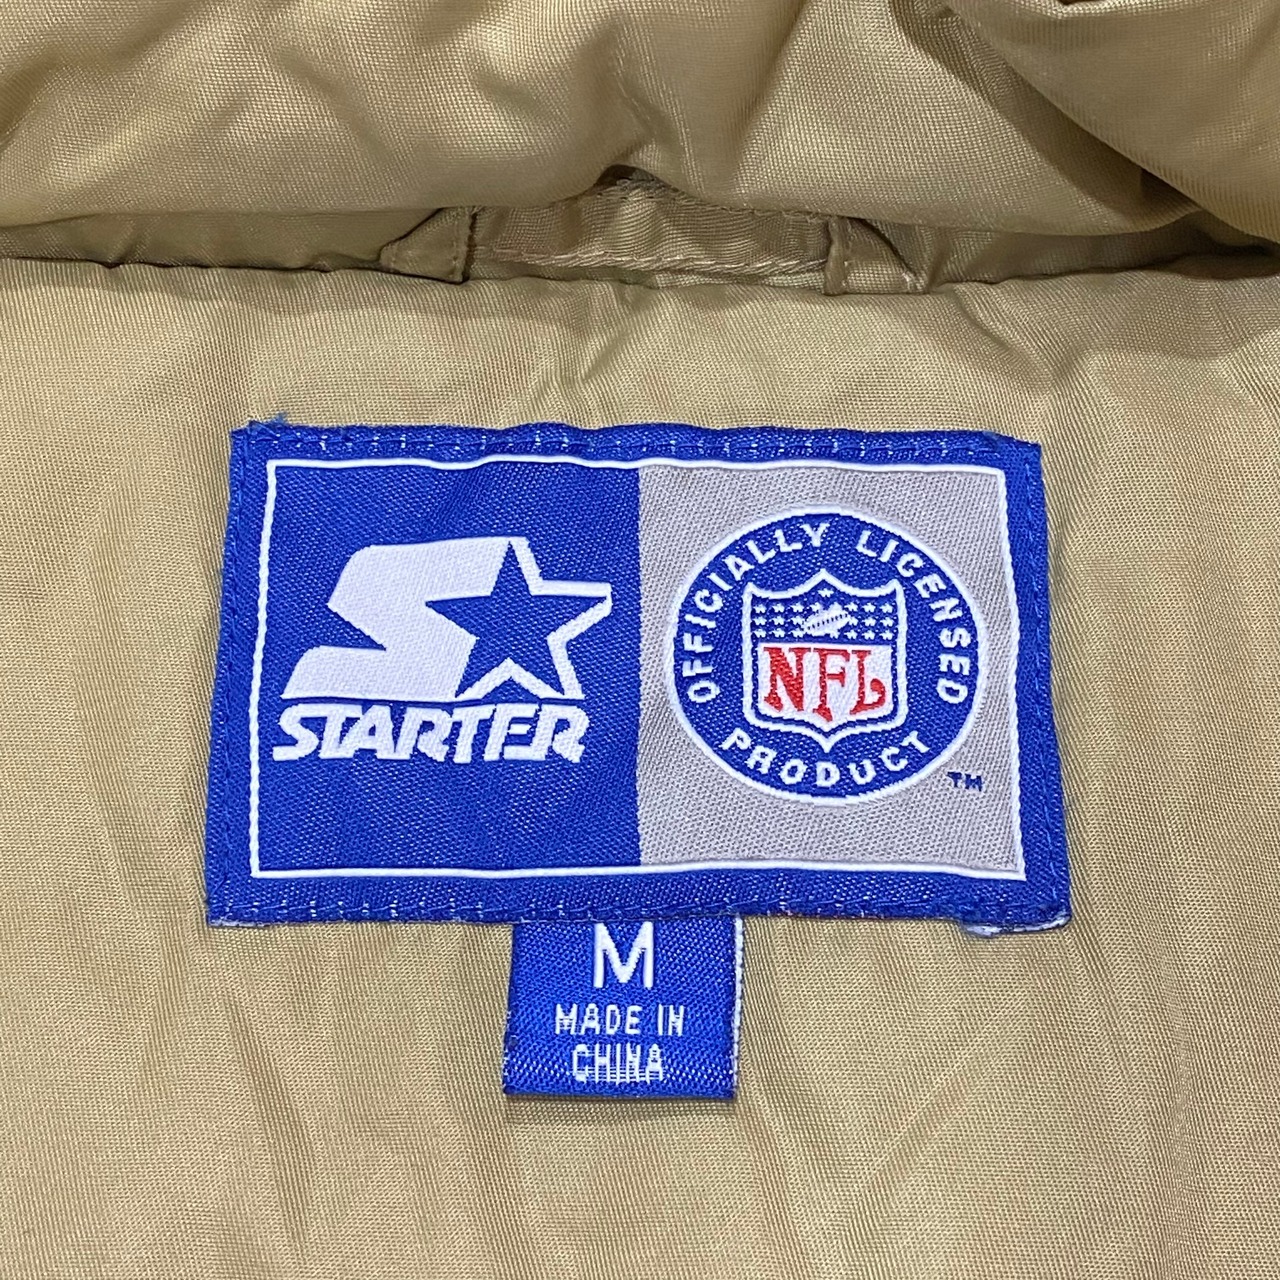 STARTER
OFFICIALLY LICENSED
NFL
PRODUCT
TM
M
MADE IN
CHINA